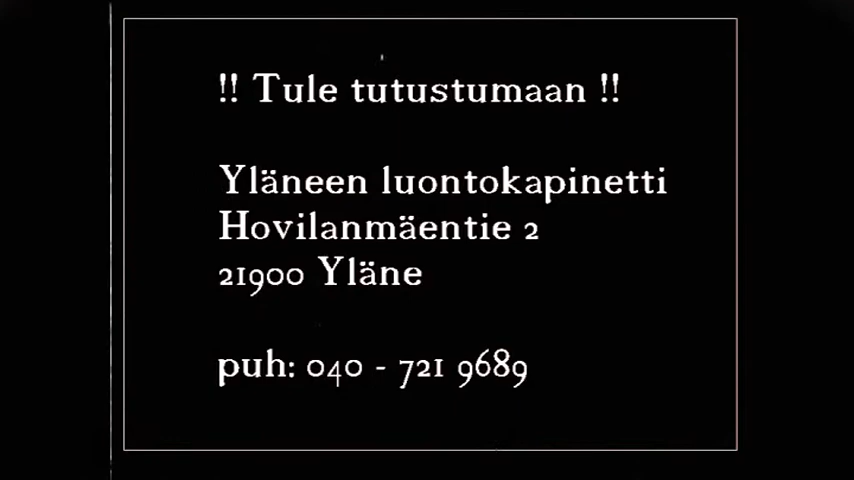 !! Tule tutustumaan !!
Yläneen luontokapinetti
Hovilanmäentie 2
21900 Yläne
puh: 040 - 721 9689